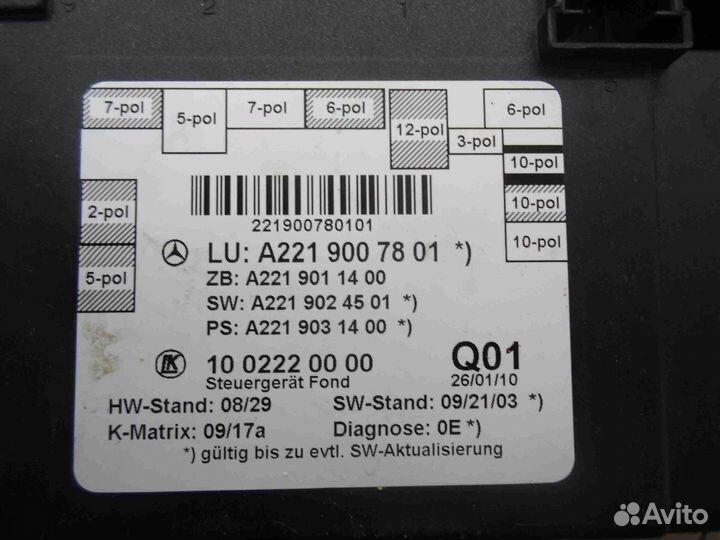 7-pol 5-pol 7-pol 6-pol 12-pol 3-pol 6-pol
10-pol
10-pol
10-pol
2-pol
5-pol
221900780101
LU: A221 900 78 01 *)
ZB: A221 901 14 00
SW: A221 902 45 01 *)
PS: A221 903 14 00 *)
LK 10 0222 00 00 Q01
Steuergerät Fond 26/01/10
HW-Stand: 08/29 SW-Stand: 09/21/03 *)
K-Matrix: 09/17a Diagnose: 0E *)
*) gültig bis zu evtl. SW-Aktualisierung
Avito